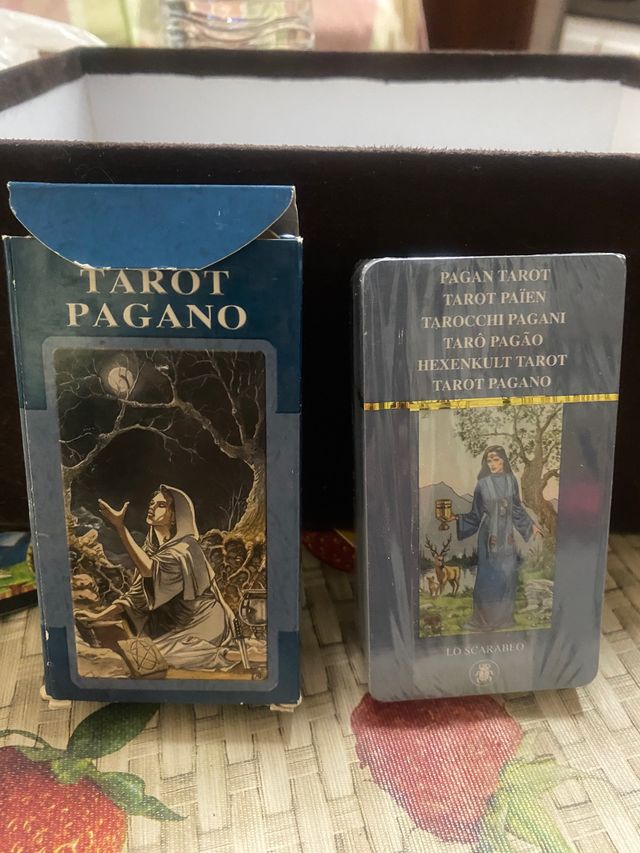 TAROT
PAGANO
PAGAN TAROT
TAROT PAÏEN
TAROCCHI PAGANI
TARÔ PAGÃO
HEXENKULT TAROT
TAROT PAGANO
LO SCARABEO